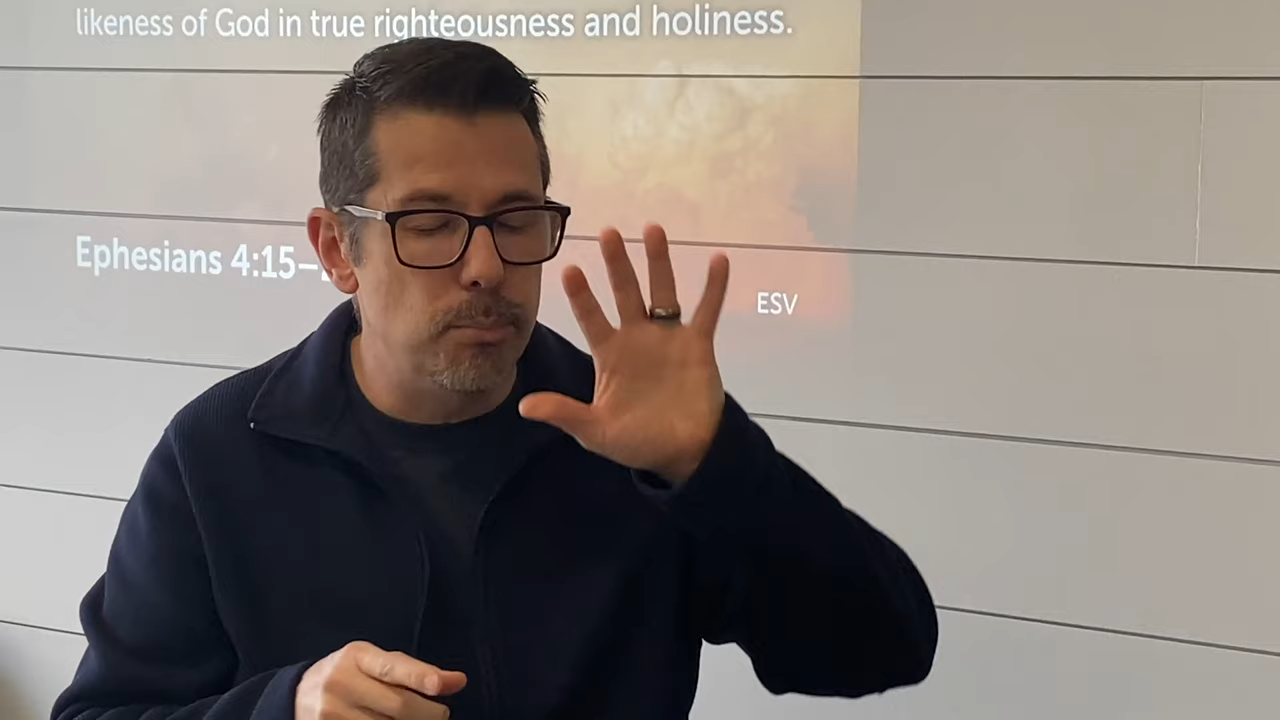 likeness of God in true righteousness and holiness.
Ephesians 4:15–
ESV